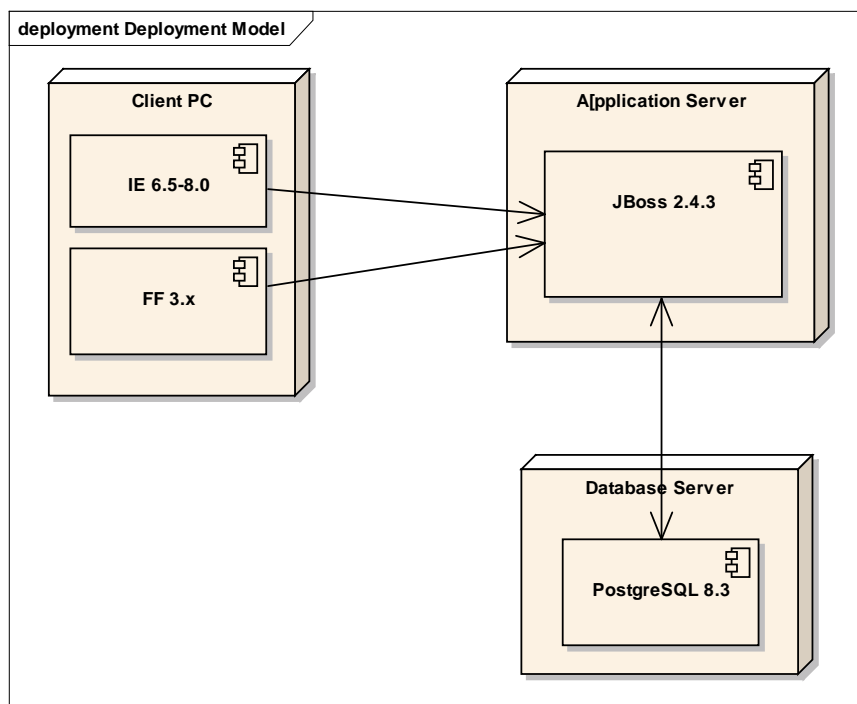 deployment Deployment Model
Client PC
IE 6.5-8.0
FF 3.x
A[pplication Server
JBoss 2.4.3
Database Server
PostgreSQL 8.3